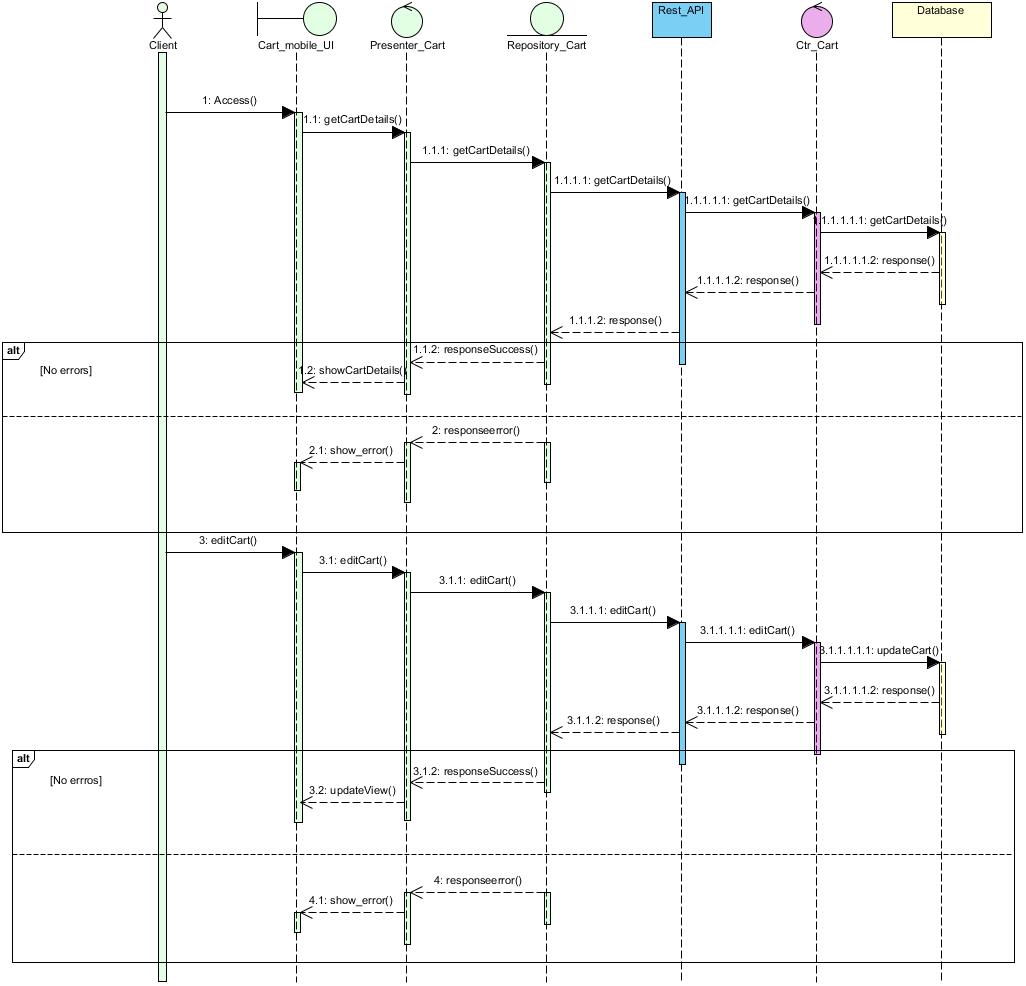 Client
Cart_mobile_UI
Presenter_Cart
Repository_Cart
Rest_API
Ctr_Cart
Database
1: Access()
1.1: getCartDetails()
1.1.1: getCartDetails()
1.1.1.1: getCartDetails()
1.1.1.1.1: getCartDetails()
1.1.1.1.1.1: getCartDetails()
1.1.1.1.1.2: response()
1.1.1.1.2: response()
1.1.1.2: response()
alt
[No errors]
1.1.2: responseSuccess()
1.2: showCartDetails()
2: responseerror()
2.1: show_error()
3: editCart()
3.1: editCart()
3.1.1: editCart()
3.1.1.1: editCart()
3.1.1.1.1: editCart()
3.1.1.1.1.1: updateCart()
3.1.1.1.1.2: response()
3.1.1.1.2: response()
3.1.1.2: response()
alt
[No errros]
3.1.2: responseSuccess()
3.2: updateView()
4: responseerror()
4.1: show_error()